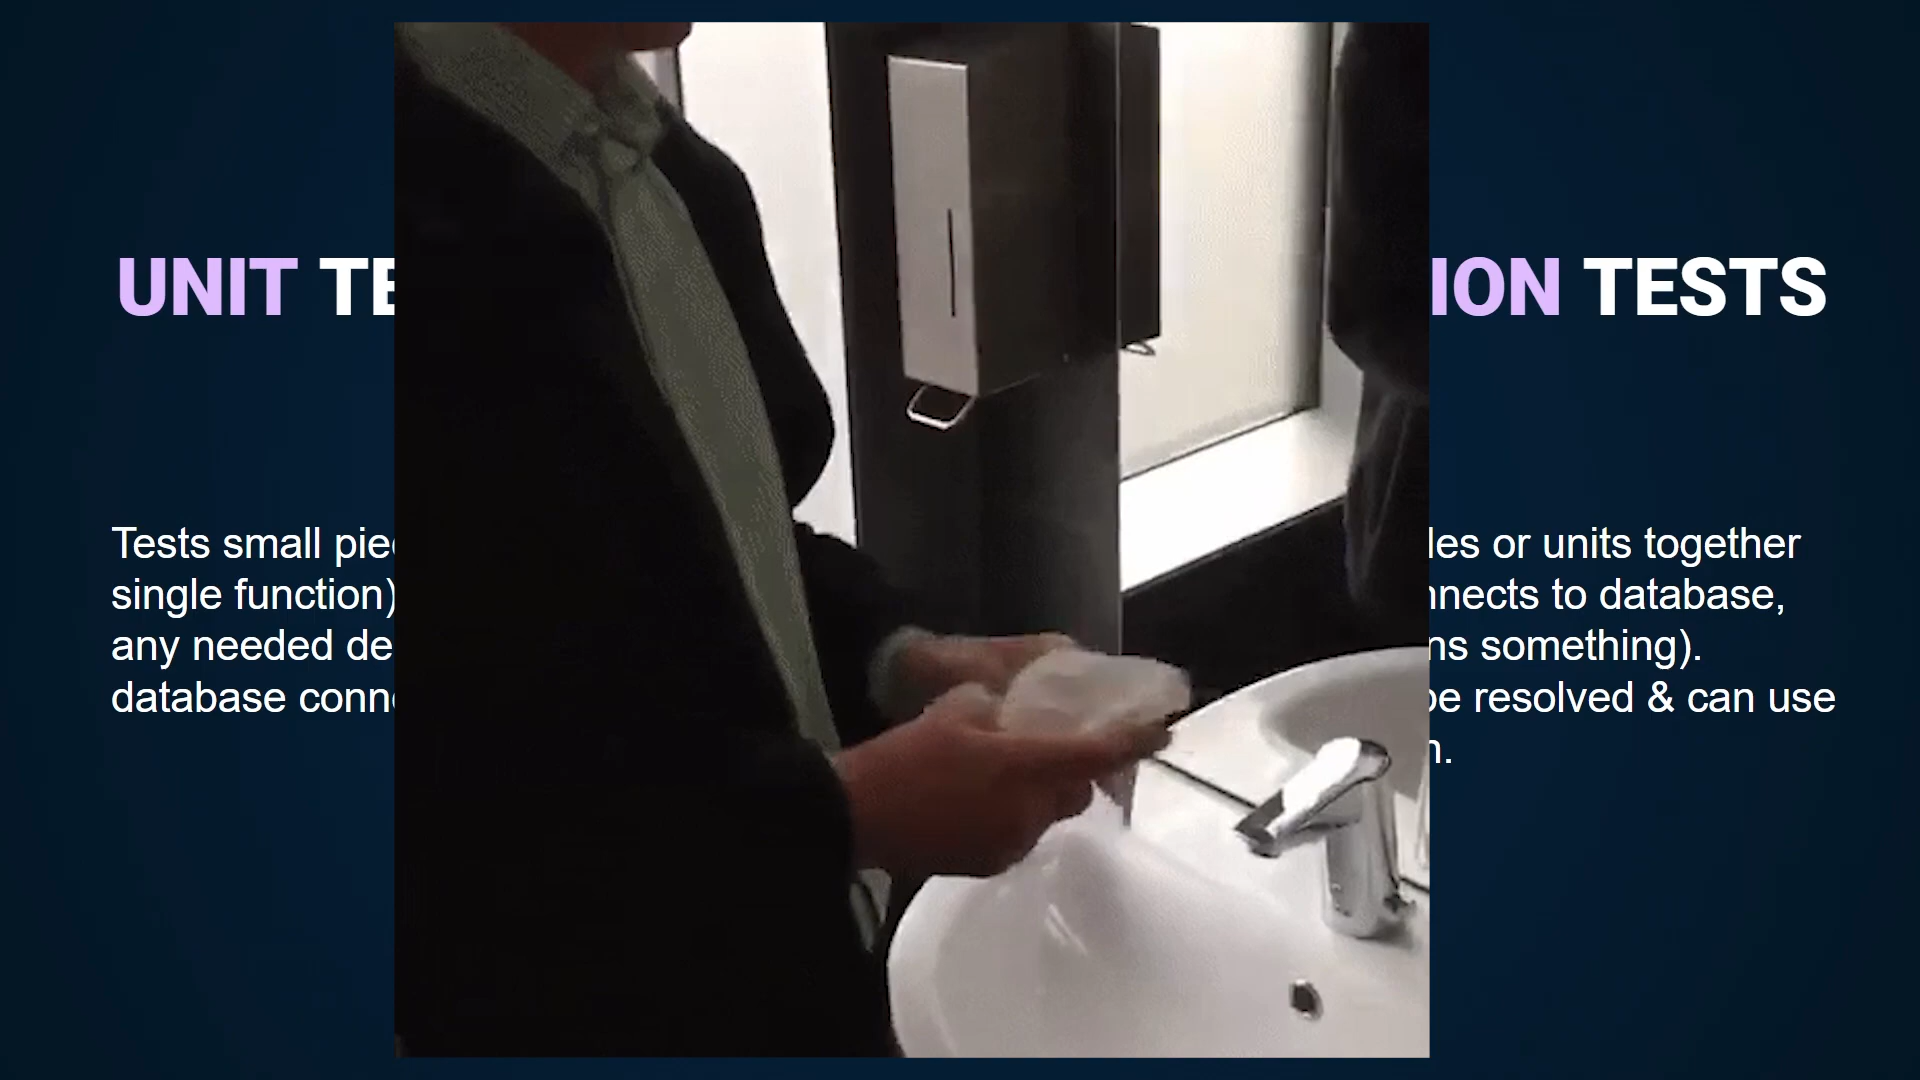 UNIT TE
ION TESTS
Tests small pie
single function)
any needed de
database conn
les or units together
nnects to database,
ns something).
be resolved & can use
n.